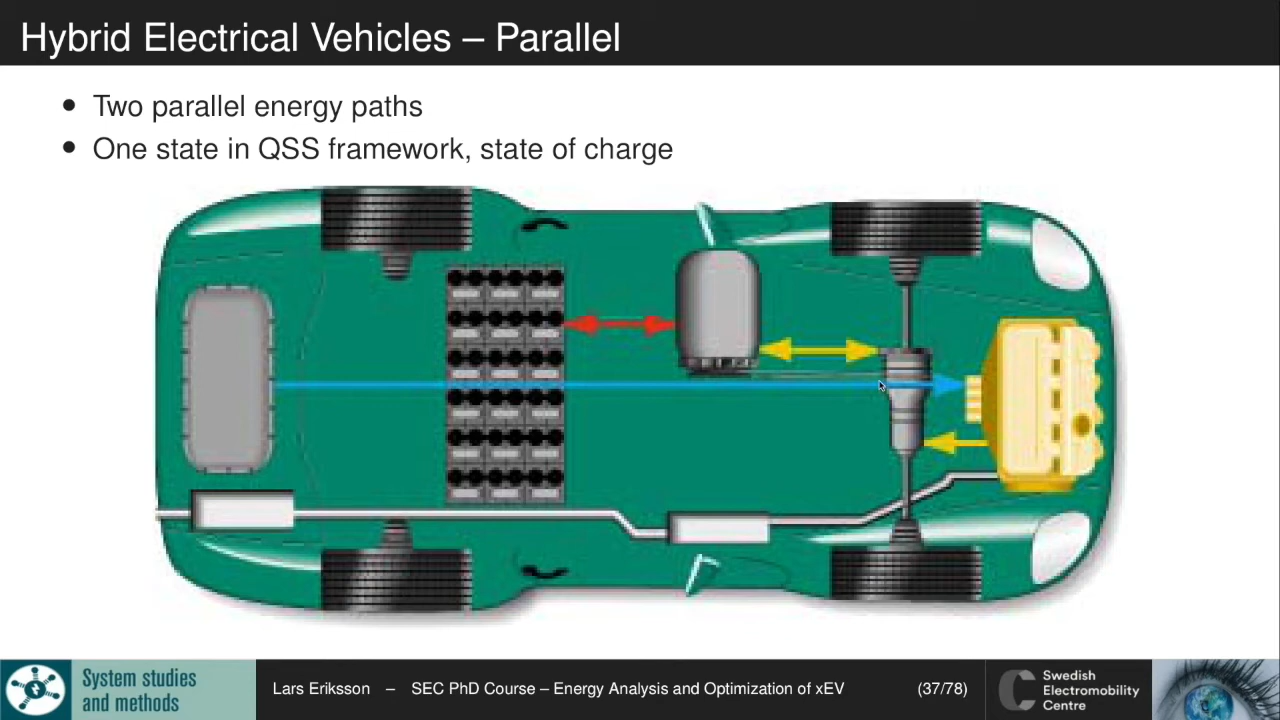 Hybrid Electrical Vehicles – Parallel
Two parallel energy paths
One state in QSS framework, state of charge
System studies
and methods
Lars Eriksson – SEC PhD Course – Energy Analysis and Optimization of xEV
(37/78)
Swedish
Electromobility
Centre